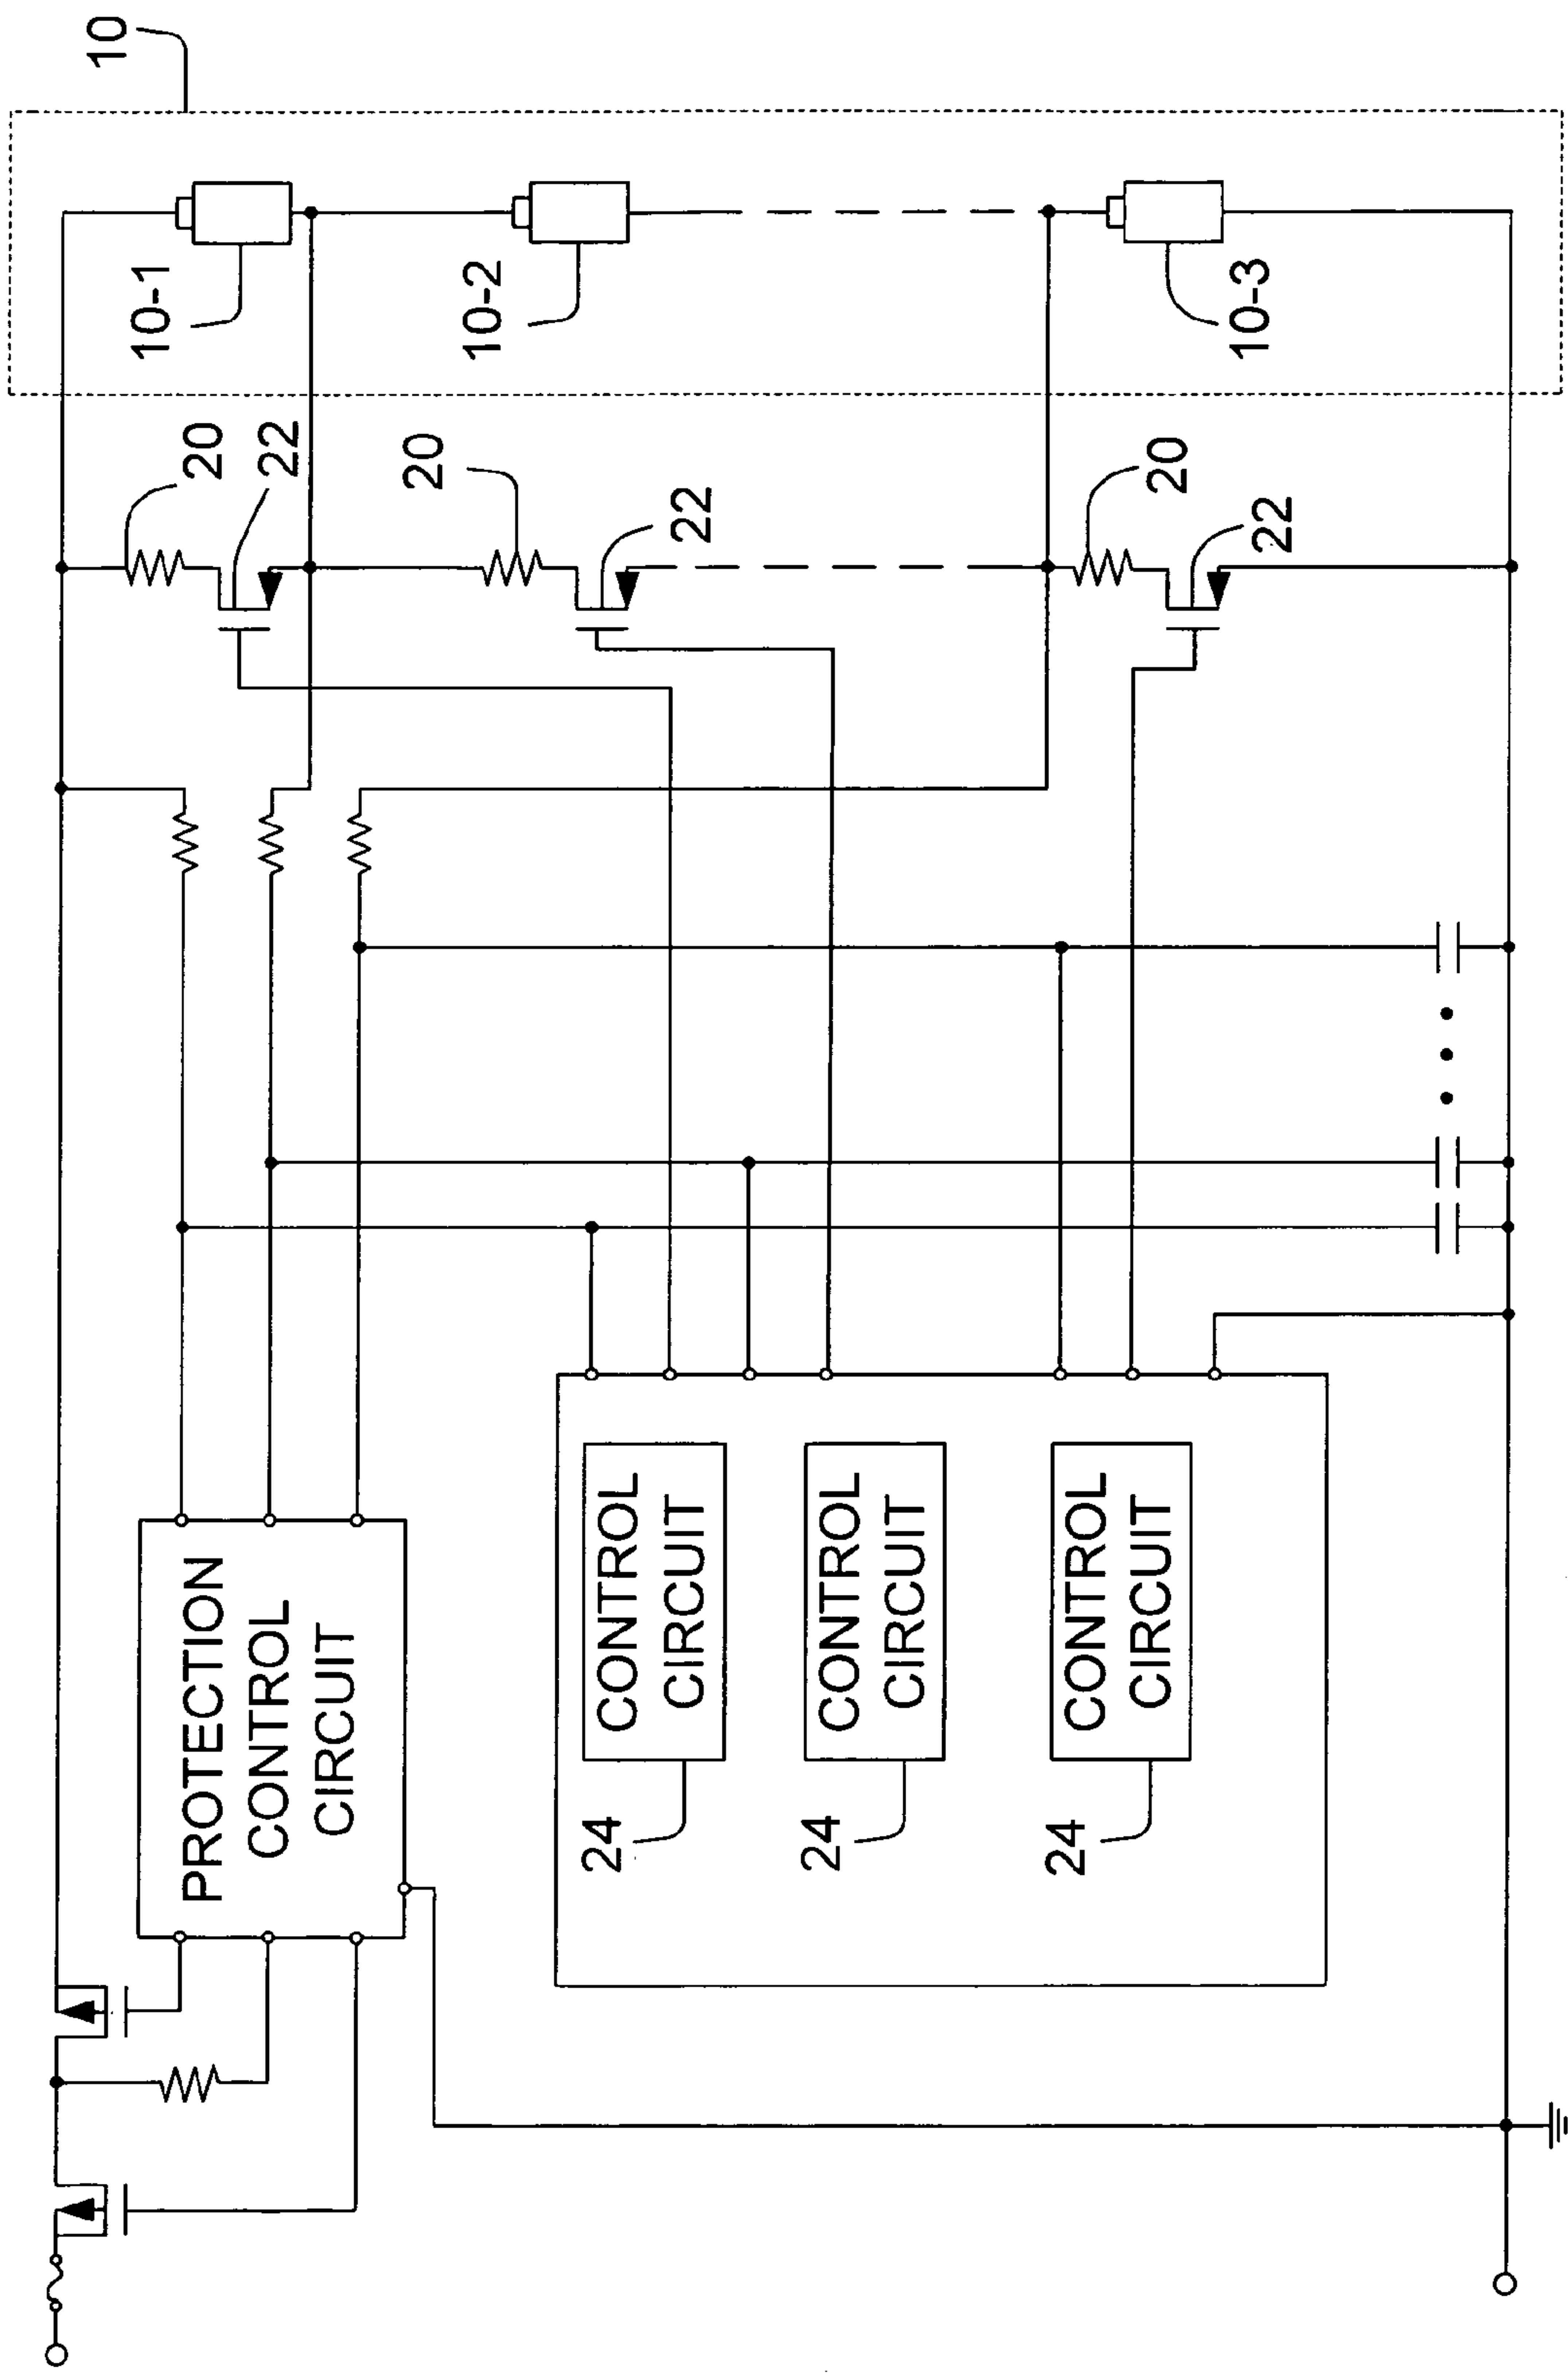 10
10-1
10-2
10-3
20
22
20
22
20
22
PROTECTION
CONTROL
CIRCUIT
CONTROL
CIRCUIT
CONTROL
CIRCUIT
CONTROL
CIRCUIT
24
24
24